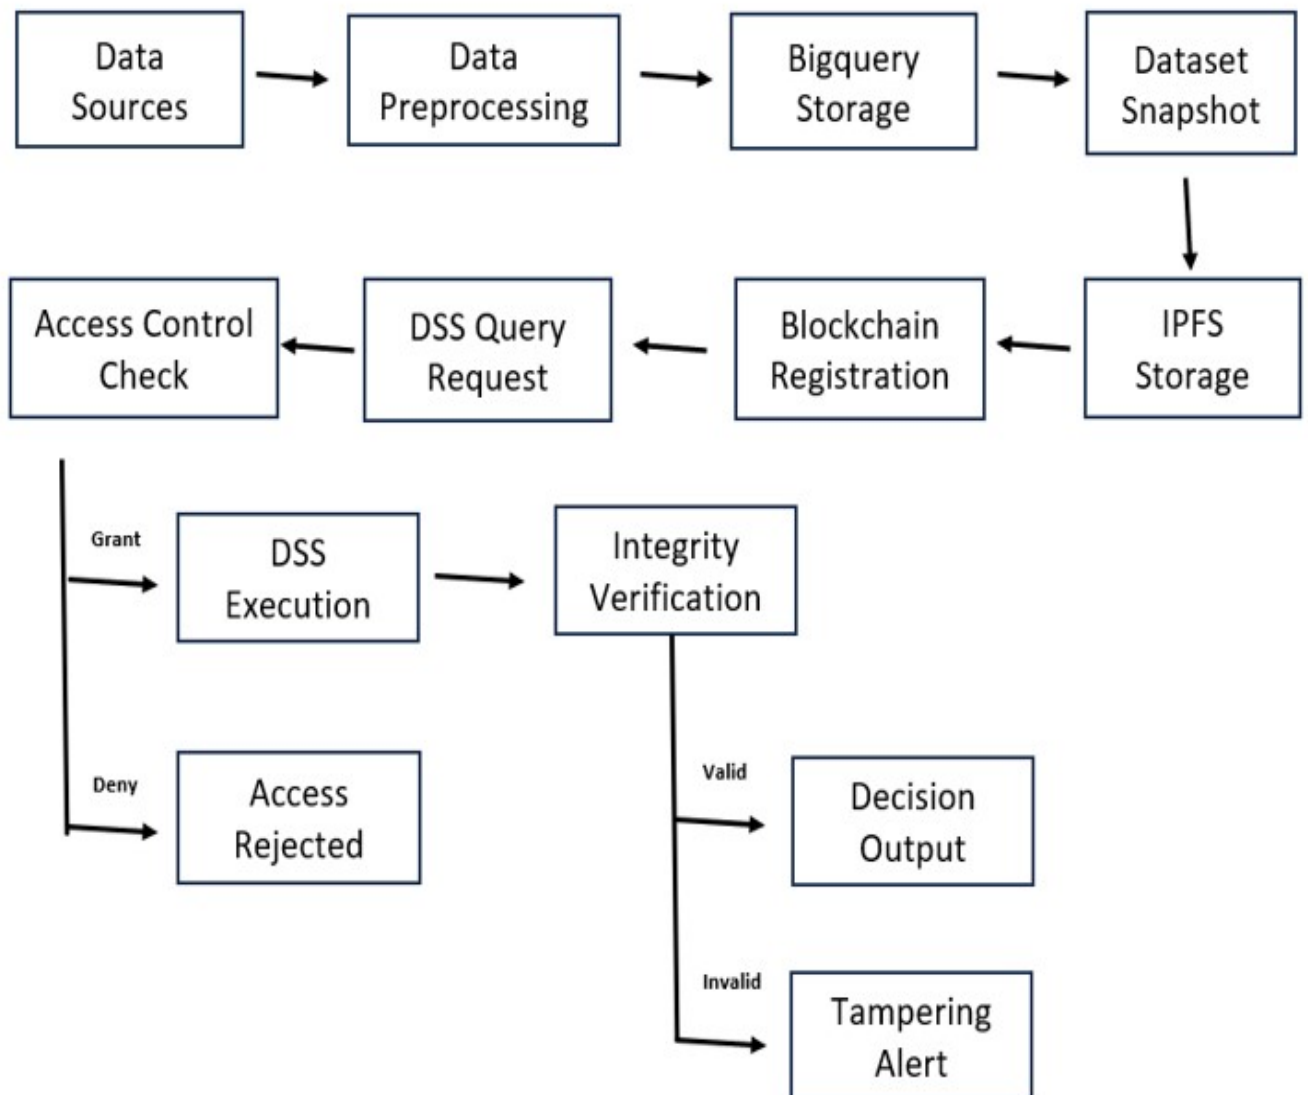 Data
Sources
Data
Preprocessing
Bigquery
Storage
Dataset
Snapshot
Access Control
Check
DSS Query
Request
Blockchain
Registration
IPFS
Storage
Grant
DSS
Execution
Integrity
Verification
Deny
Access
Rejected
Valid
Decision
Output
Invalid
Tampering
Alert